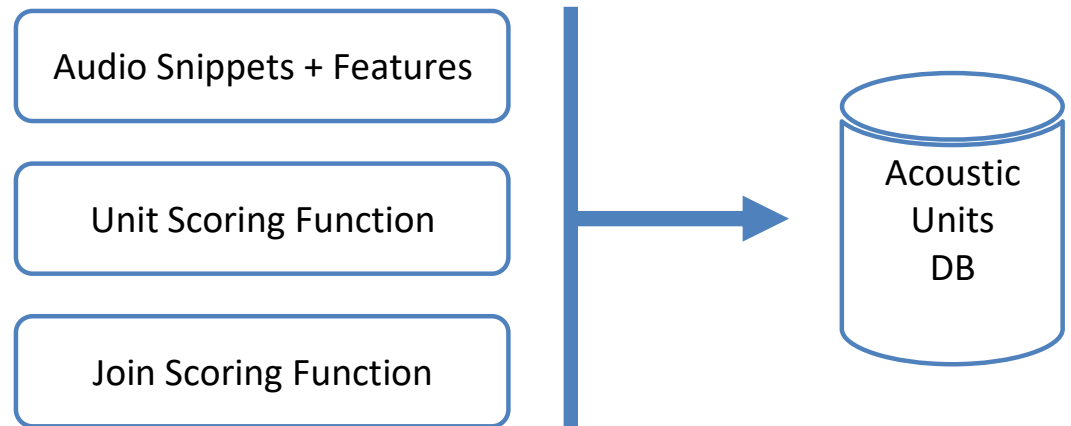 Audio Snippets + Features
Unit Scoring Function
Join Scoring Function
Acoustic
Units
DB